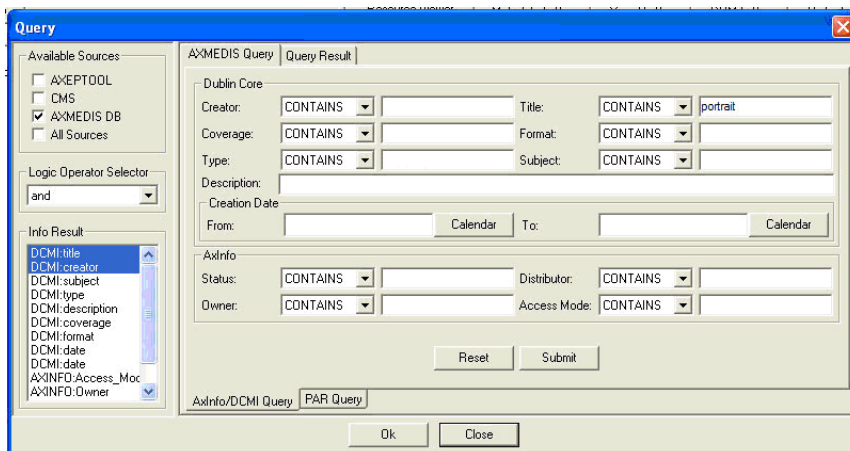 Query
Available Sources
AXEPTOOL
CMS
AXMEDIS DB
All Sources
Logic Operator Selector
and
Info Result
DCMI:title
DCMI:creator
DCMI:subject
DCMI:type
DCMI:description
DCMI:coverage
DCMI:format
DCMI:date
DCMI:date
AXINFO:Access_Moc
AXINFO:Owner
AXMEDIS Query Query Result
Dublin Core
Creator: CONTAINS Title: CONTAINS portrait
Coverage: CONTAINS Format: CONTAINS
Type: CONTAINS Subject: CONTAINS
Description:
Creation Date
From: Calendar To: Calendar
AxInfo
Status: CONTAINS Distributor: CONTAINS
Owner: CONTAINS Access Mode: CONTAINS
Reset Submit
AxInfo/DCMI Query PAR Query
Ok Close